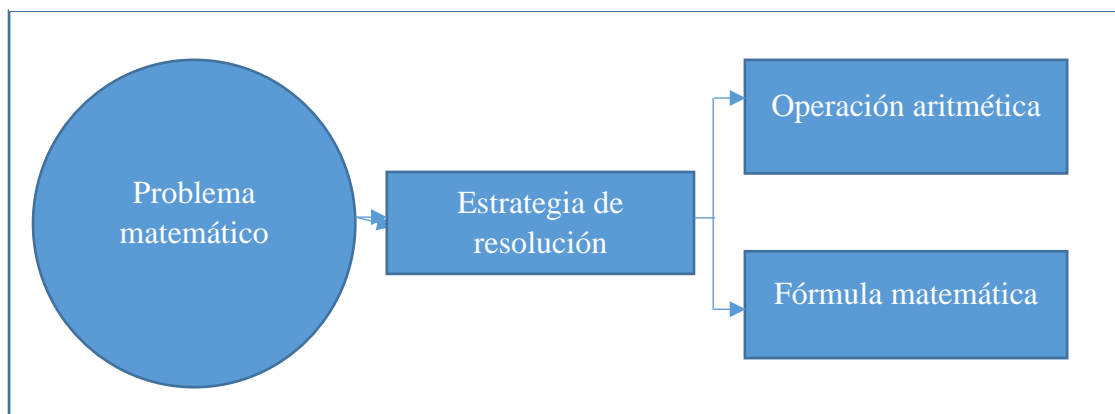 Problema
matemático
Estrategia de
resolución
Operación aritmética
Fórmula matemática